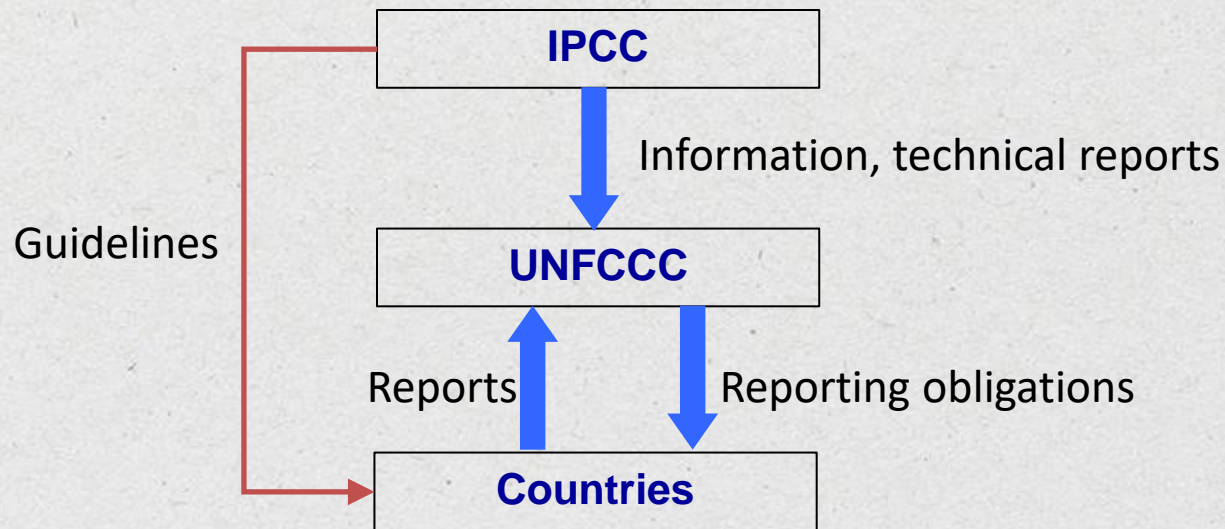 IPCC
Information, technical reports
Guidelines
UNFCCC
Reports
Reporting obligations
Countries